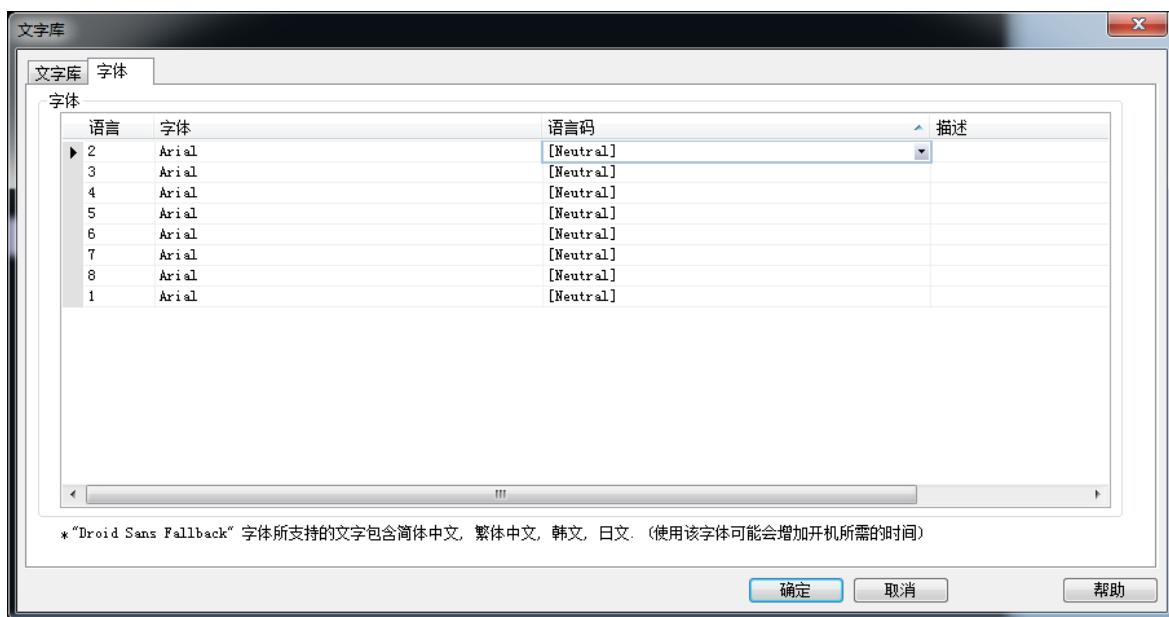 文字库
文字库 字体
字体
语言 字体 语言码 描述
2 Arial [Neutral]
3 Arial [Neutral]
4 Arial [Neutral]
5 Arial [Neutral]
6 Arial [Neutral]
7 Arial [Neutral]
8 Arial [Neutral]
1 Arial [Neutral]
*"Droid Sans Fallback" 字体所支持的文字包含简体中文, 繁体中文, 韩文, 日文. (使用该字体可能会增加开机所需的时间)
确定 取消 帮助